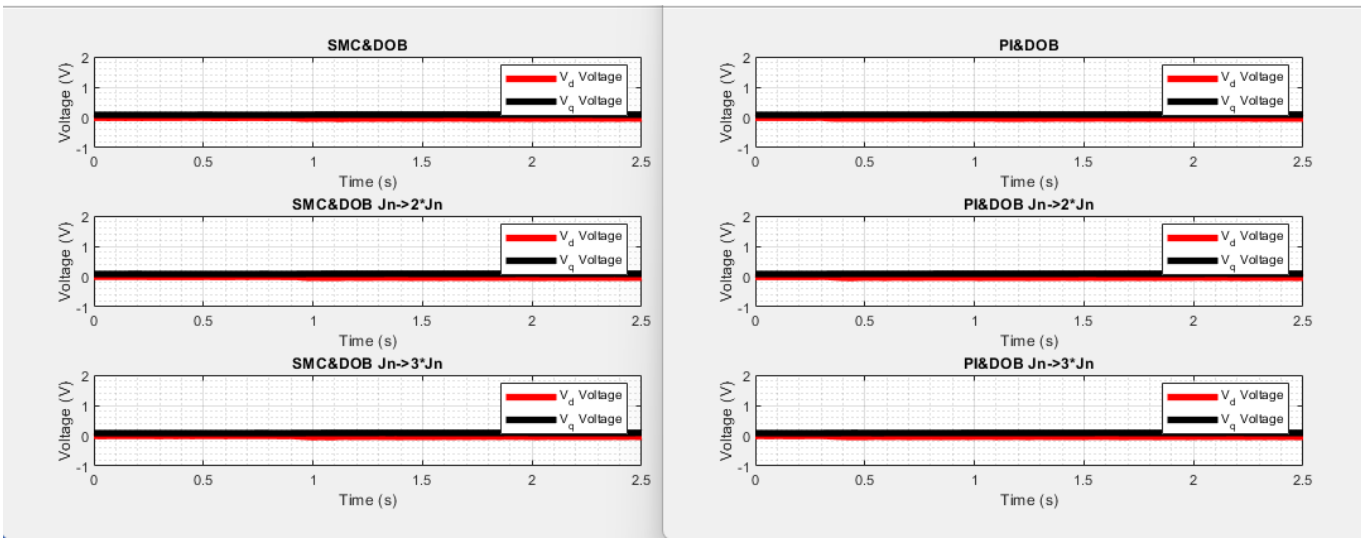 SMC&DOB
2
1
0
-1
Voltage (V)
V_d Voltage
V_q Voltage
0 0.5 1 1.5 2 2.5
Time (s)
SMC&DOB Jn->2*Jn
2
1
0
-1
Voltage (V)
V_d Voltage
V_q Voltage
0 0.5 1 1.5 2 2.5
Time (s)
SMC&DOB Jn->3*Jn
2
1
0
-1
Voltage (V)
V_d Voltage
V_q Voltage
0 0.5 1 1.5 2 2.5
Time (s)
PI&DOB
2
1
0
-1
Voltage (V)
V_d Voltage
V_q Voltage
0 0.5 1 1.5 2 2.5
Time (s)
PI&DOB Jn->2*Jn
2
1
0
-1
Voltage (V)
V_d Voltage
V_q Voltage
0 0.5 1 1.5 2 2.5
Time (s)
PI&DOB Jn->3*Jn
2
1
0
-1
Voltage (V)
V_d Voltage
V_q Voltage
0 0.5 1 1.5 2 2.5
Time (s)